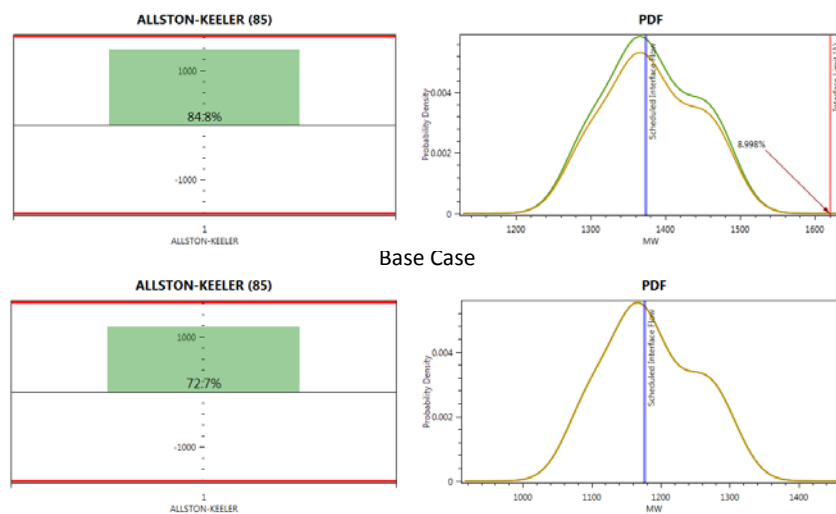 ALLSTON-KEELER (85)
1000
84.8%
-1000
1
ALLSTON-KEELER
PDF
Probability Density
0.004
0.002
0
Scheduled Interface Flow
8.998%
1200
1300
1400
1500
1600
MW
Base Case
ALLSTON-KEELER (85)
1000
72.7%
-1000
1
ALLSTON-KEELER
PDF
Probability Density
0.004
0.002
0
Scheduled Interface Flow
1000
1100
1200
1300
1400
MW